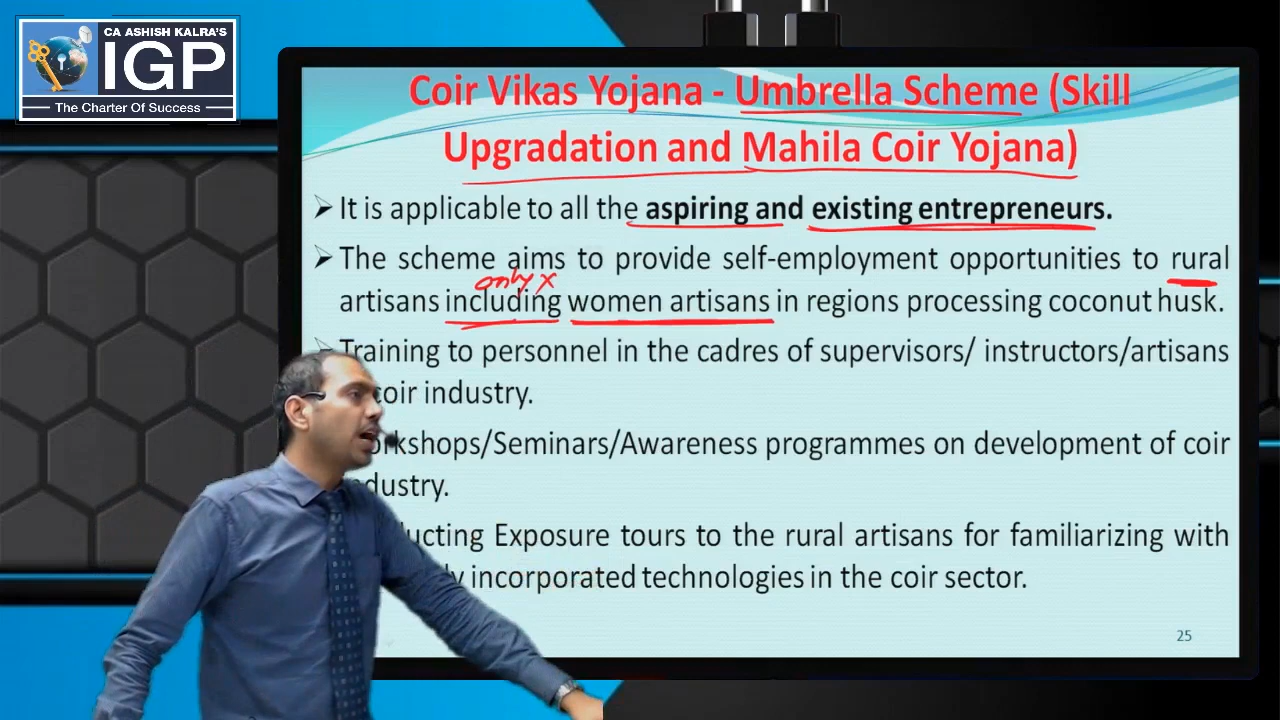 CA ASHISH KALRA'S
IGP
The Charter Of Success
Coir Vikas Yojana - Umbrella Scheme (Skill
Upgradation and Mahila Coir Yojana)
It is applicable to all the aspiring and existing entrepreneurs.
The scheme aims to provide self-employment opportunities to rural
only x
artisans including women artisans in regions processing coconut husk.
Training to personnel in the cadres of supervisors/ instructors/artisans
coir industry.
Workshops/Seminars/Awareness programmes on development of coir
industry.
Exposure tours to the rural artisans for familiarizing with
incorporated technologies in the coir sector.
25